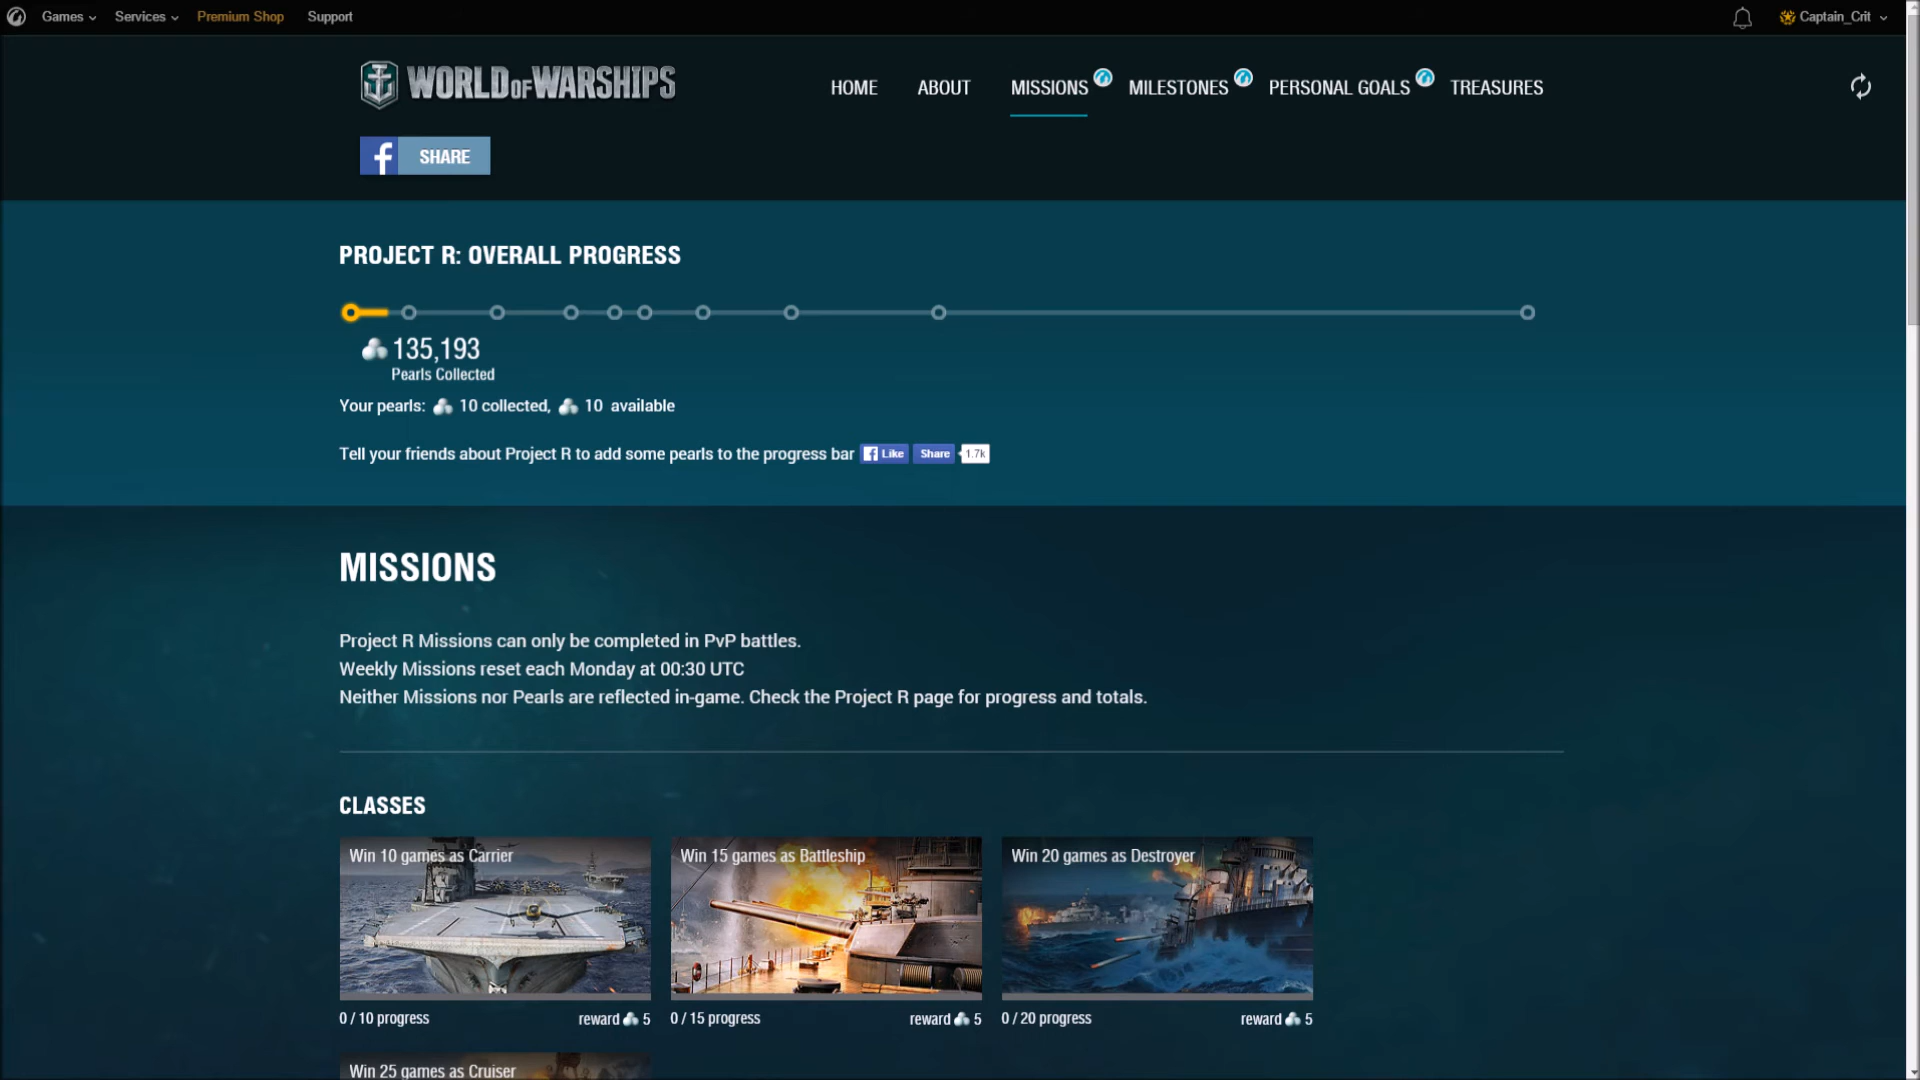 Games Services Premium Shop Support Captain_Crit
WORLD OF WARSHIPS
HOME ABOUT MISSIONS MILESTONES PERSONAL GOALS TREASURES
f SHARE
PROJECT R: OVERALL PROGRESS
135,193
Pearls Collected
Your pearls: 10 collected, 10 available
Tell your friends about Project R to add some pearls to the progress bar f Like Share 1.7k
MISSIONS
Project R Missions can only be completed in PvP battles.
Weekly Missions reset each Monday at 00:30 UTC
Neither Missions nor Pearls are reflected in-game. Check the Project R page for progress and totals.
CLASSES
Win 10 games as Carrier
Win 15 games as Battleship
Win 20 games as Destroyer
0 / 10 progress reward 5
0 / 15 progress reward 5
0 / 20 progress reward 5
Win 25 games as Cruiser